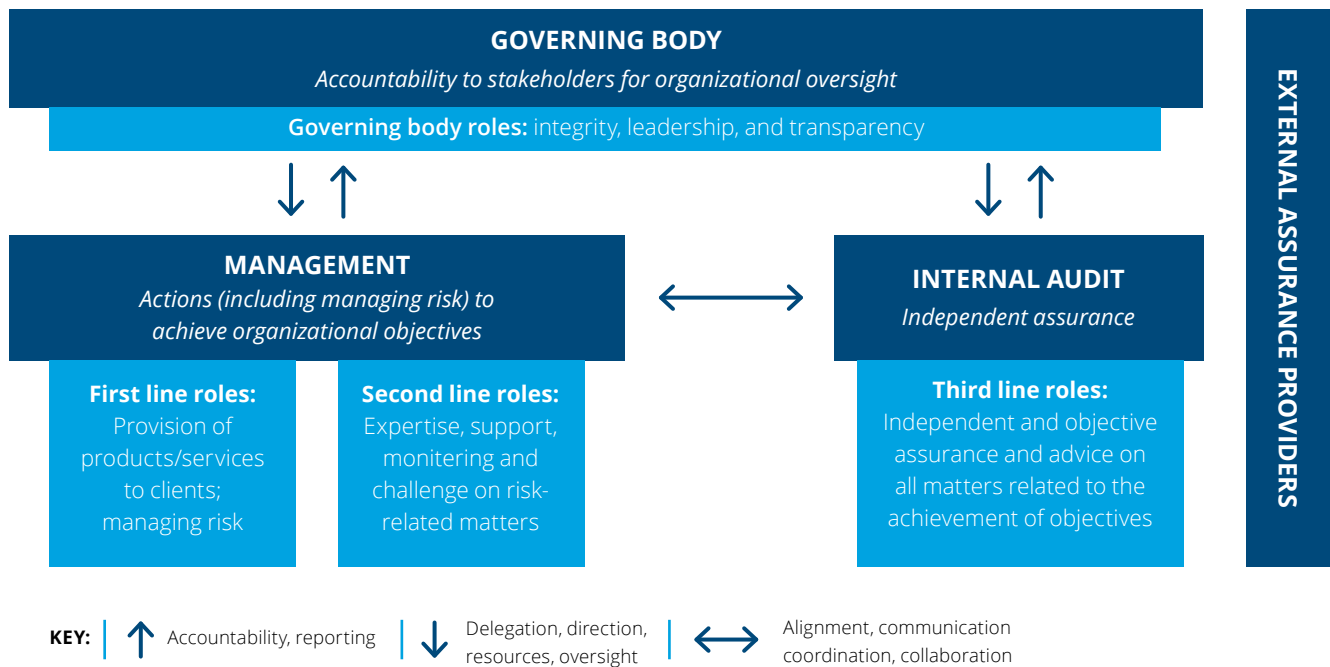 GOVERNING BODY
Accountability to stakeholders for organizational oversight
Governing body roles: integrity, leadership, and transparency
MANAGEMENT
Actions (including managing risk) to
achieve organizational objectives
First line roles:
Provision of
products/services
to clients;
managing risk
Second line roles:
Expertise, support,
monitering and
challenge on risk-
related matters
INTERNAL AUDIT
Independent assurance
Third line roles:
Independent and objective
assurance and advice on
all matters related to the
achievement of objectives
EXTERNAL ASSURANCE PROVIDERS
KEY:
Accountability, reporting
Delegation, direction,
resources, oversight
Alignment, communication
coordination, collaboration